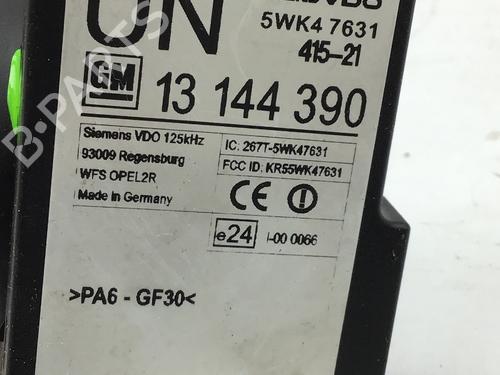 UN
5WK4 7631
415-21
GM
13 144 390
Siemens VDO 125kHz
93009 Regensburg
WFS OPEL2R
Made in Germany
IC: 267T-5WK47631
FCC ID: KR55WK47631
CE
e24 I-00 0066
>PA6 - GF30<
B-PARTS